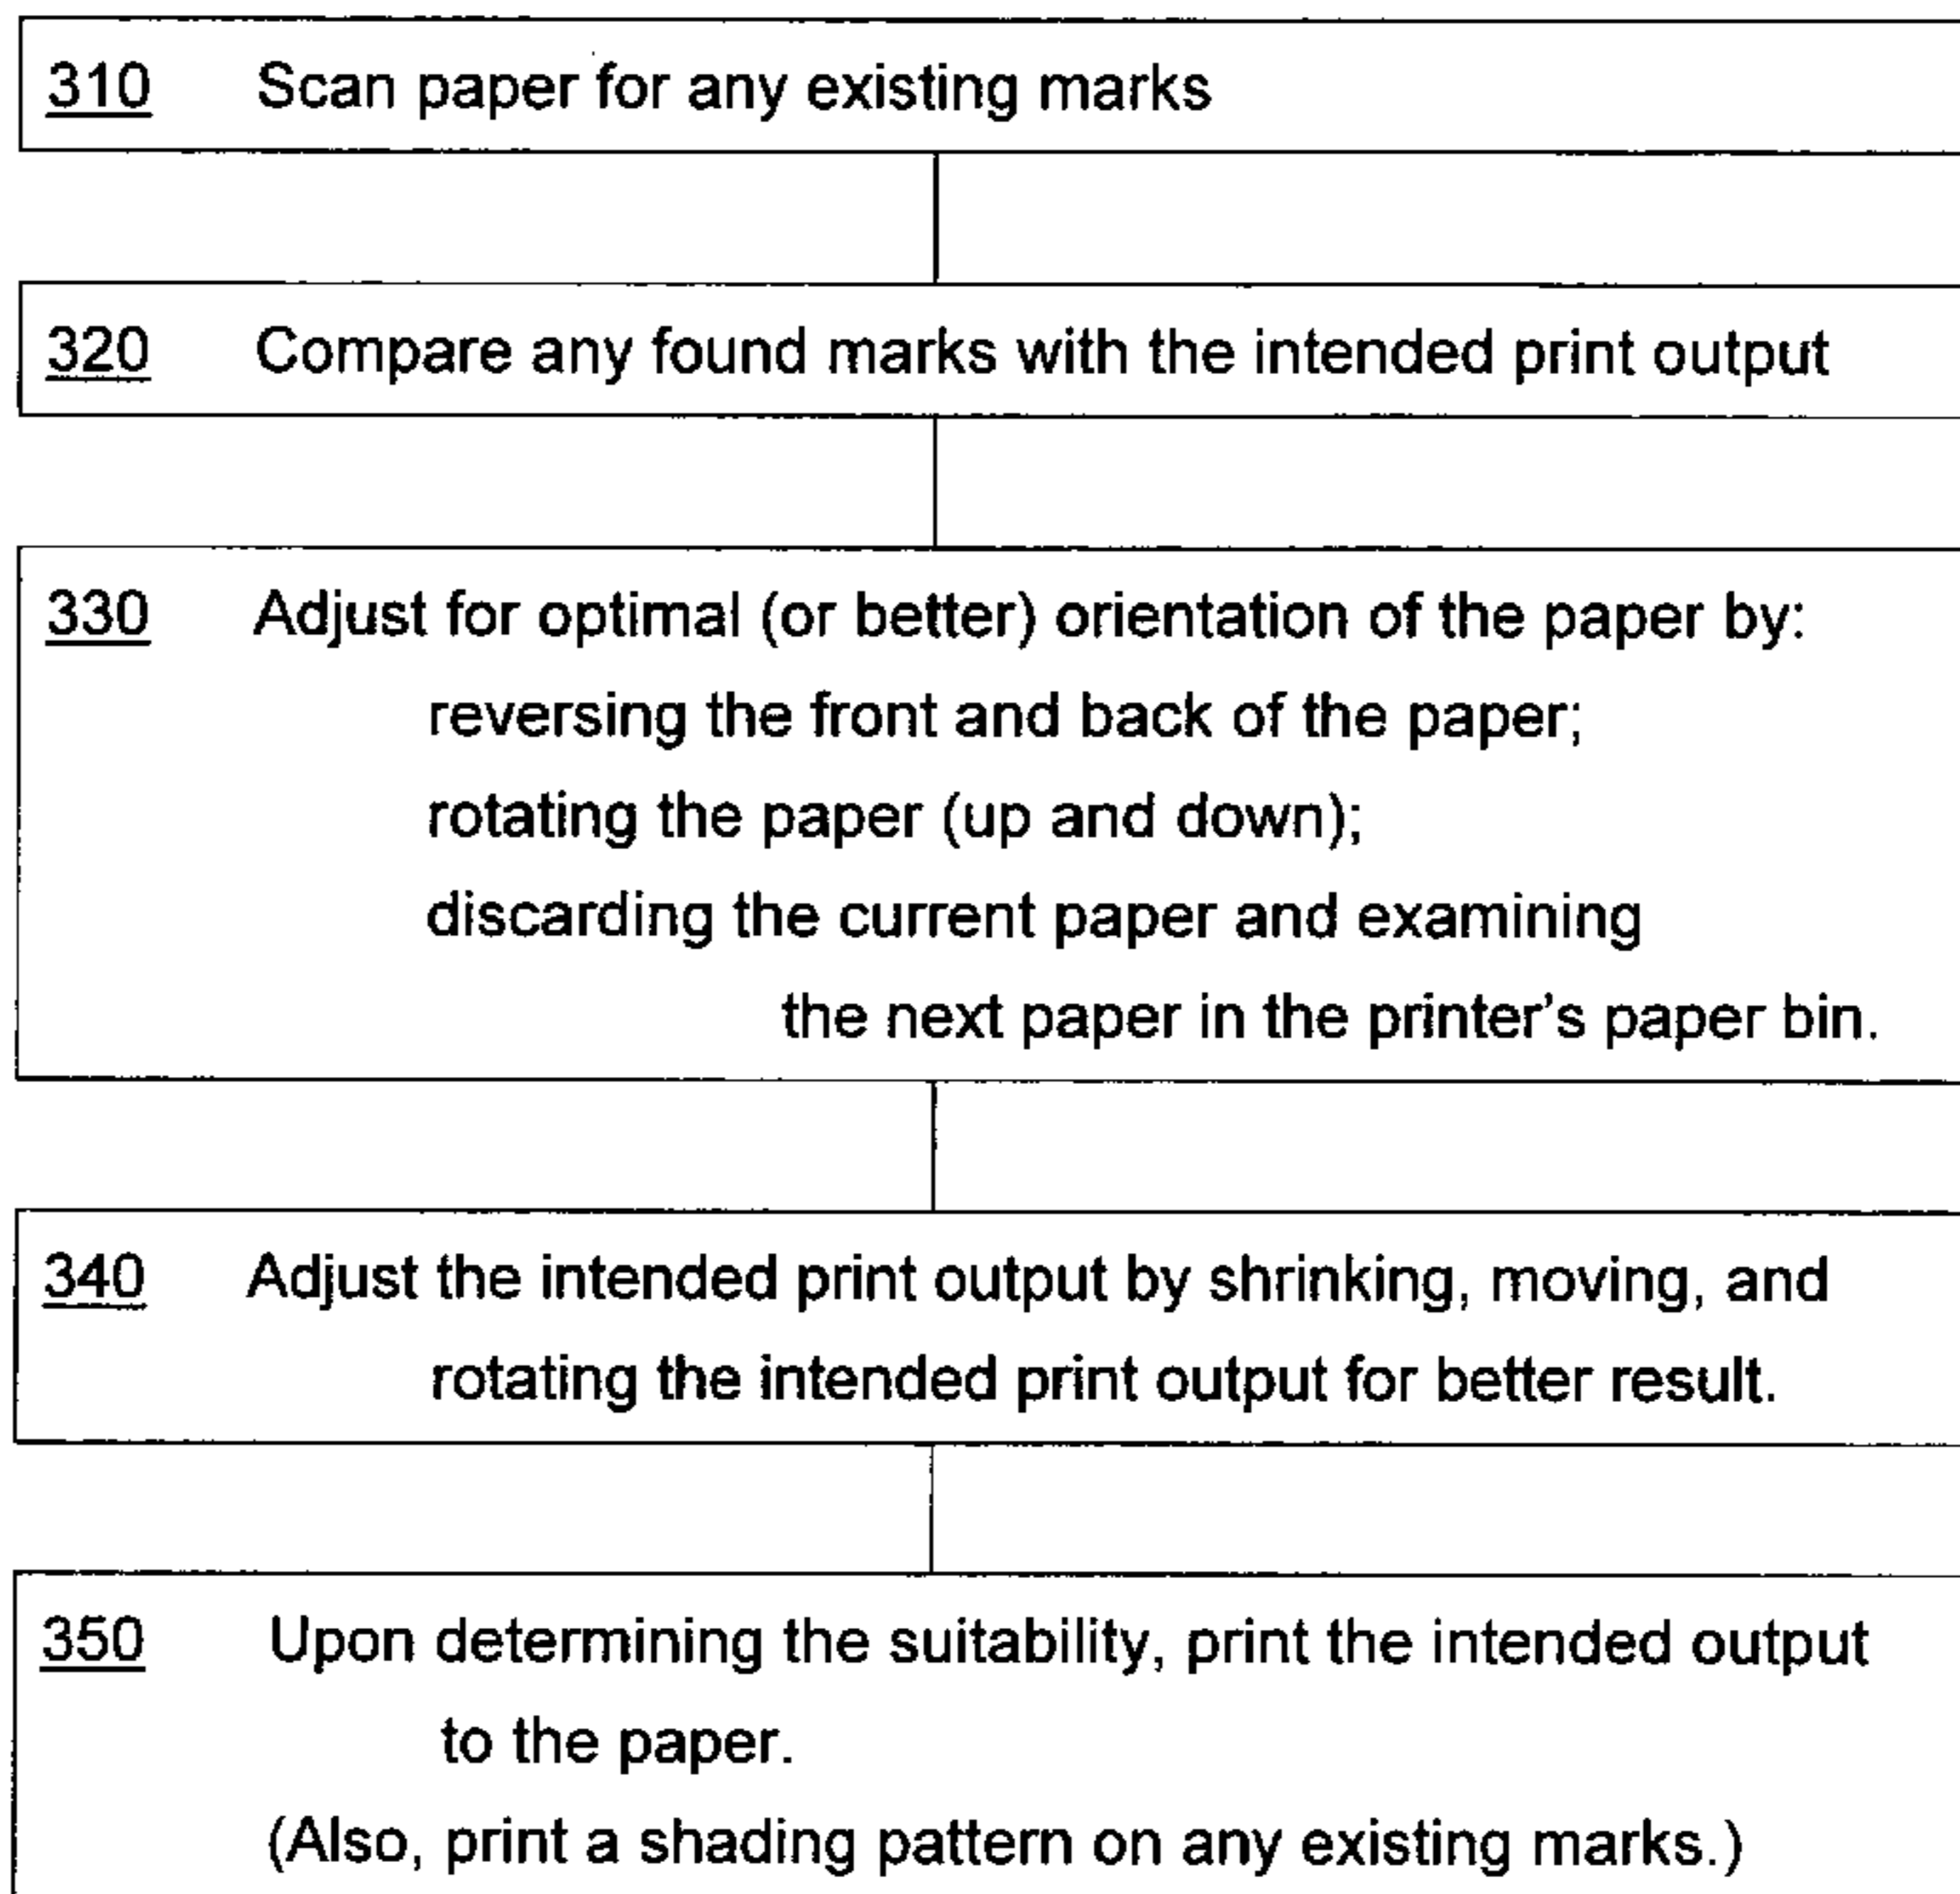 310 Scan paper for any existing marks
320 Compare any found marks with the intended print output
330 Adjust for optimal (or better) orientation of the paper by:
reversing the front and back of the paper;
rotating the paper (up and down);
discarding the current paper and examining
the next paper in the printer's paper bin.
340 Adjust the intended print output by shrinking, moving, and
rotating the intended print output for better result.
350 Upon determining the suitability, print the intended output
to the paper.
(Also, print a shading pattern on any existing marks.)